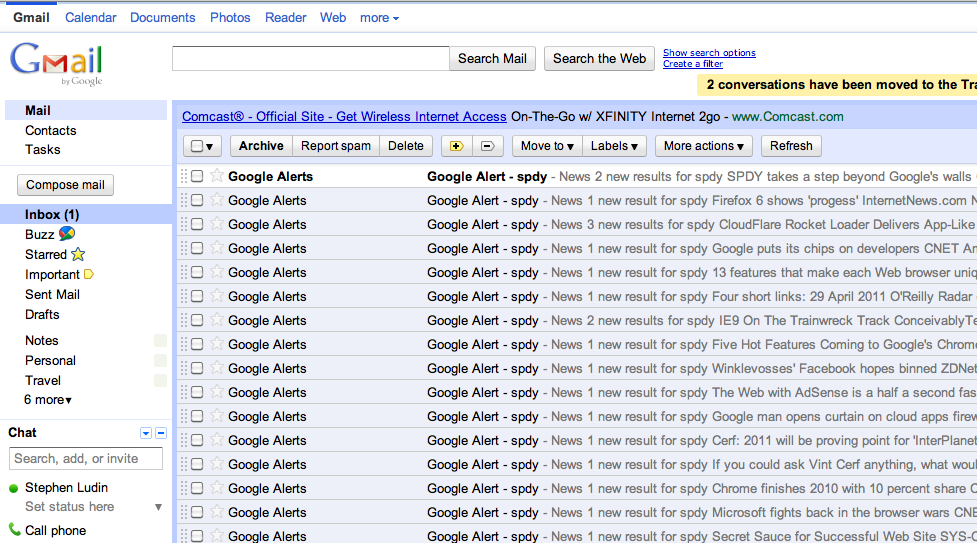 Gmail Calendar Documents Photos Reader Web more
Gmail
by Google
Search Mail Search the Web Show search options
Create a filter
2 conversations have been moved to the Tra
Mail
Contacts
Tasks
Compose mail
Inbox (1)
Buzz
Starred
Important
Sent Mail
Drafts
Notes
Personal
Travel
6 more
Chat
Search, add, or invite
Stephen Ludin
Set status here
Call phone
Comcast® - Official Site - Get Wireless Internet Access On-The-Go w/ XFINITY Internet 2go - www.Comcast.com
Archive Report spam Delete Move to Labels More actions Refresh
Google Alerts Google Alert - spdy - News 2 new results for spdy SPDY takes a step beyond Google's walls
Google Alerts Google Alert - spdy - News 1 new result for spdy Firefox 6 shows 'progess' InternetNews.com N
Google Alerts Google Alert - spdy - News 3 new results for spdy CloudFlare Rocket Loader Delivers App-Like
Google Alerts Google Alert - spdy - News 1 new result for spdy Google puts its chips on developers CNET An
Google Alerts Google Alert - spdy - News 1 new result for spdy 13 features that make each Web browser uniq
Google Alerts Google Alert - spdy - News 1 new result for spdy Four short links: 29 April 2011 O'Reilly Radar
Google Alerts Google Alert - spdy - News 2 new results for spdy IE9 On The Trainwreck Track ConceivablyTe
Google Alerts Google Alert - spdy - News 1 new result for spdy Five Hot Features Coming to Google's Chrome
Google Alerts Google Alert - spdy - News 1 new result for spdy Winklevosses' Facebook hopes binned ZDNet
Google Alerts Google Alert - spdy - News 1 new result for spdy The Web with AdSense is a half a second fas
Google Alerts Google Alert - spdy - News 1 new result for spdy Google man opens curtain on cloud apps firew
Google Alerts Google Alert - spdy - News 1 new result for spdy Cerf: 2011 will be proving point for 'InterPlanet
Google Alerts Google Alert - spdy - News 1 new result for spdy If you could ask Vint Cerf anything, what would
Google Alerts Google Alert - spdy - News 1 new result for spdy Chrome finishes 2010 with 10 percent share C
Google Alerts Google Alert - spdy - News 1 new result for spdy Microsoft fights back in the browser wars CNE
Google Alerts Google Alert - spdy - News 1 new result for spdy Secret Sauce for Successful Web Site SYS-C